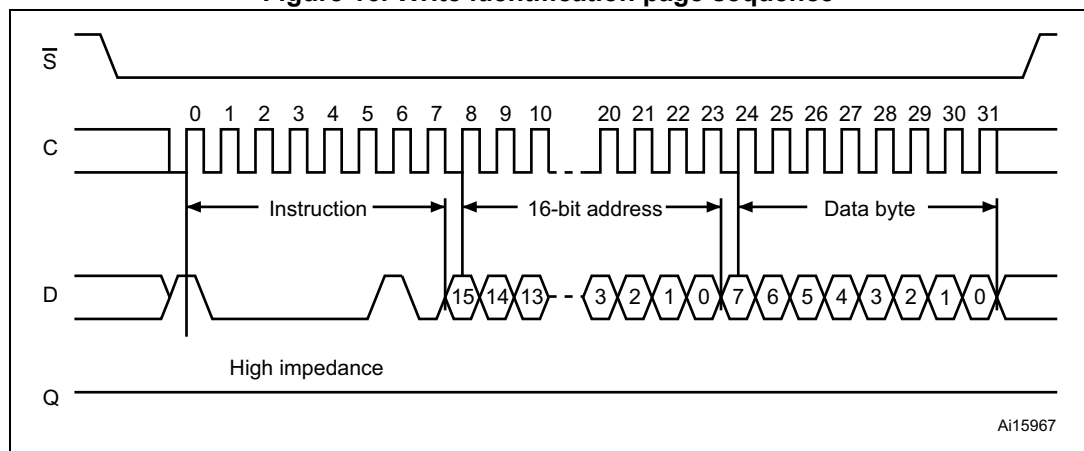 Figure 16. Write identification page sequence
S̅
0 1 2 3 4 5 6 7 8 9 10 20 21 22 23 24 25 26 27 28 29 30 31
C
Instruction 16-bit address Data byte
D 15 14 13 3 2 1 0 7 6 5 4 3 2 1 0
High impedance
Q
Ai15967